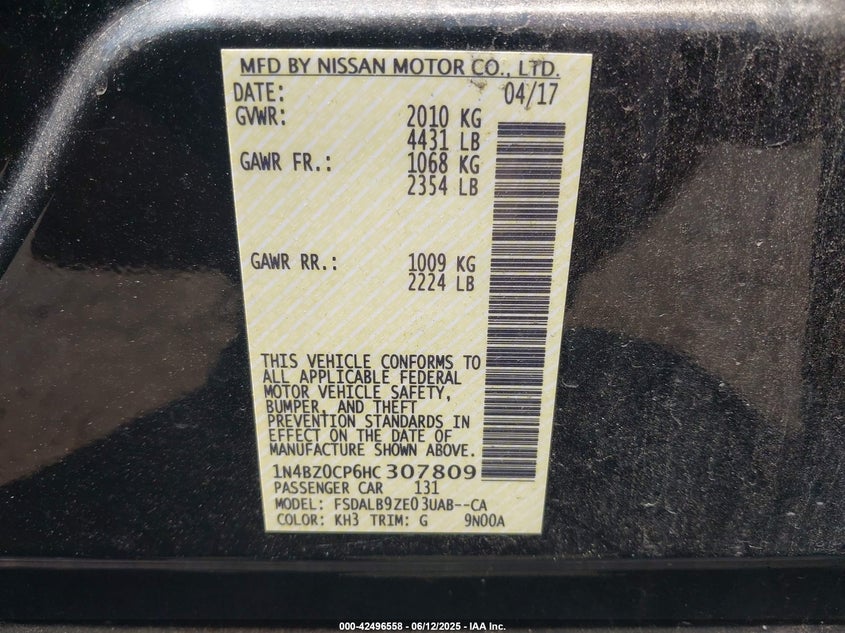 MFD BY NISSAN MOTOR CO., LTD.
DATE: 04/17
GVWR: 2010 KG
4431 LB
GAWR FR.: 1068 KG
2354 LB
GAWR RR.: 1009 KG
2224 LB
THIS VEHICLE CONFORMS TO
ALL APPLICABLE FEDERAL
MOTOR VEHICLE SAFETY,
BUMPER, AND THEFT
PREVENTION STANDARDS IN
EFFECT ON THE DATE OF
MANUFACTURE SHOWN ABOVE.
1N4BZ0CP6HC307809
PASSENGER CAR 131
MODEL: FSDALB9ZE03UAB--CA
COLOR: KH3 TRIM: G 9N00A
000-42496558 - 06/12/2025 - IAA Inc.